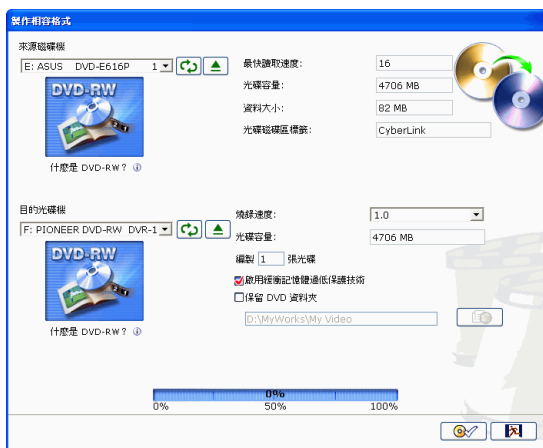 製作相容格式
來源磁碟機
E: ASUS DVD-E616P 1
最快讀取速度:
16
光碟容量:
4706 MB
資料大小:
82 MB
光碟磁碟區標籤:
CyberLink
DVD-RW
什麼是 DVD-RW？
目的光碟機
F: PIONEER DVD-RW DVR-1
燒錄速度:
1.0
光碟容量:
4706 MB
編製 1 張光碟
啟用緩衝記憶體過低保護技術
保留 DVD 資料夾
D:\MyWorks\My Video
DVD-RW
什麼是 DVD-RW？
0%
0% 50% 100%